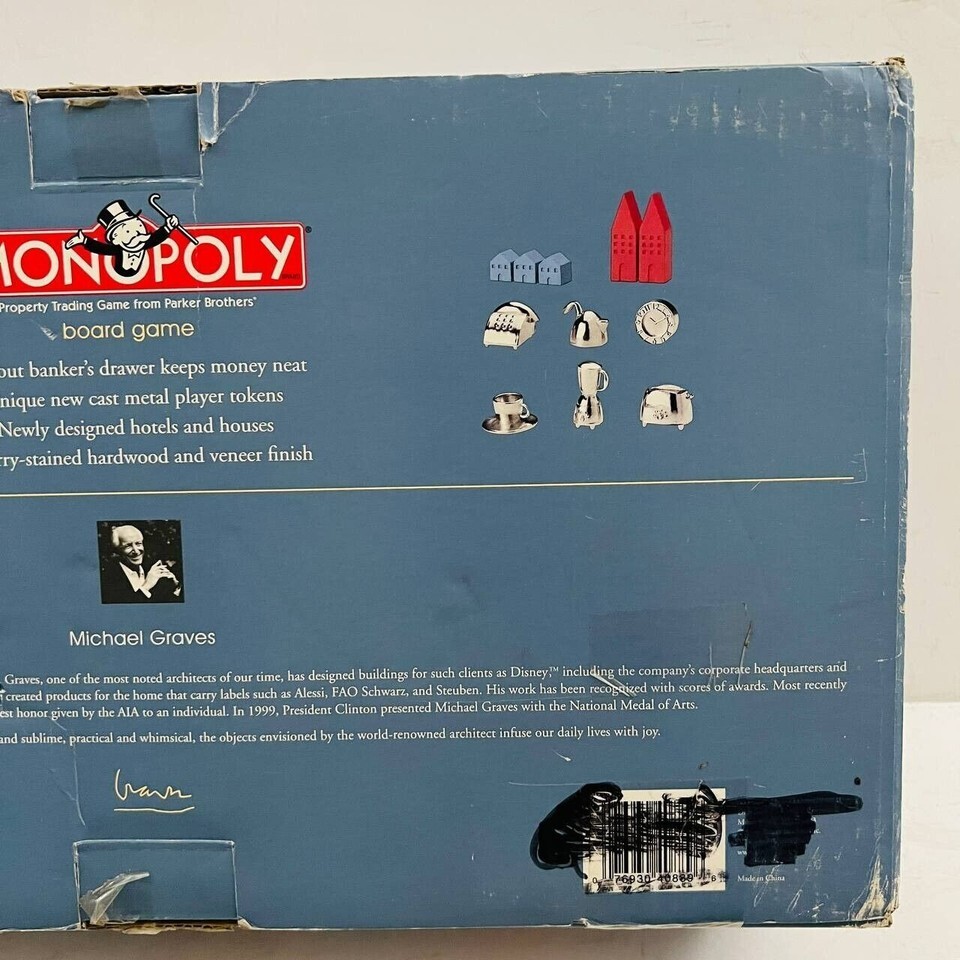 MONOPOLY
Property Trading Game from Parker Brothers®
board game
out banker's drawer keeps money neat
nique new cast metal player tokens
Newly designed hotels and houses
rry-stained hardwood and veneer finish
Michael Graves
Graves, one of the most noted architects of our time, has designed buildings for such clients as Disney,™ including the company's corporate headquarters and
created products for the home that carry labels such as Alessi, FAO Schwarz, and Steuben. His work has been recognized with scores of awards. Most recently
est honor given by the AIA to an individual. In 1999, President Clinton presented Michael Graves with the National Medal of Arts.
and sublime, practical and whimsical, the objects envisioned by the world-renowned architect infuse our daily lives with joy.
Graves
0 76930 40869 6
Made in China